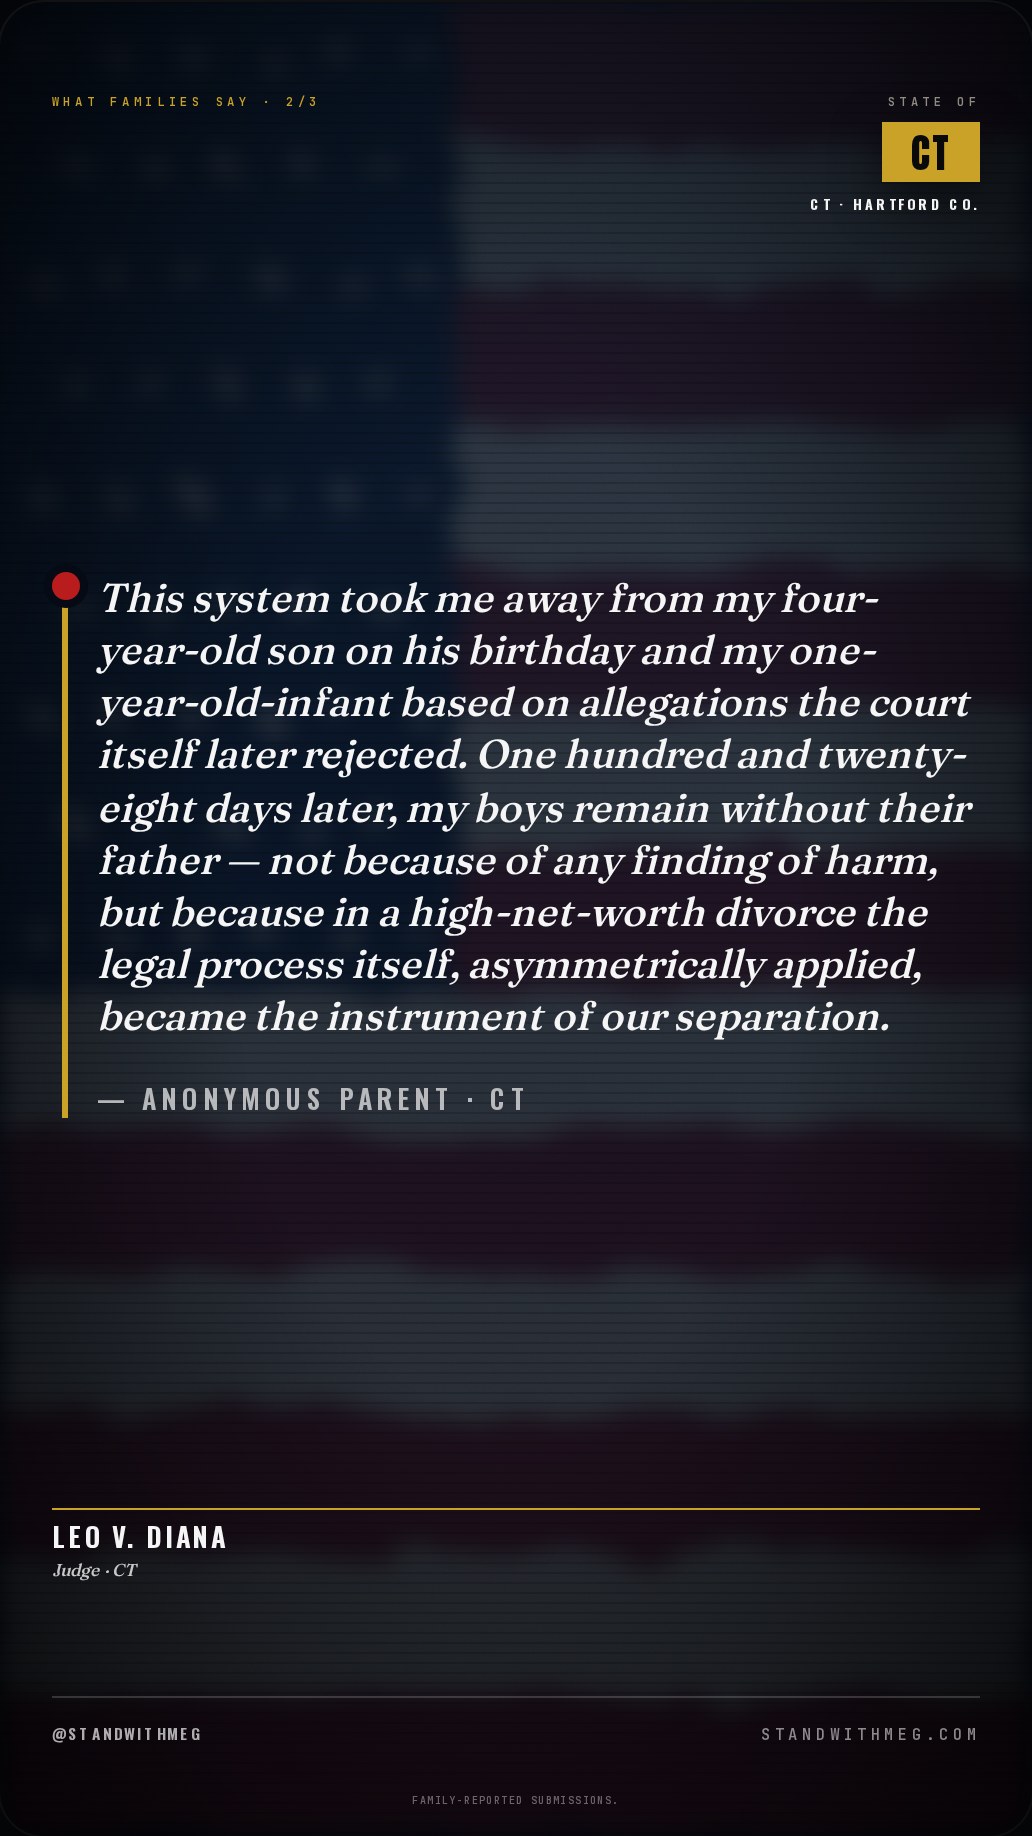 WHAT FAMILIES SAY · 2/3
STATE OF
CT
CT · HARTFORD CO.
This system took me away from my four-
year-old son on his birthday and my one-
year-old-infant based on allegations the court
itself later rejected. One hundred and twenty-
eight days later, my boys remain without their
father — not because of any finding of harm,
but because in a high-net-worth divorce the
legal process itself, asymmetrically applied,
became the instrument of our separation.
— ANONYMOUS PARENT · CT
LEO V. DIANA
Judge · CT
@STANDWITHMEG
STANDWITHMEG.COM
FAMILY-REPORTED SUBMISSIONS.